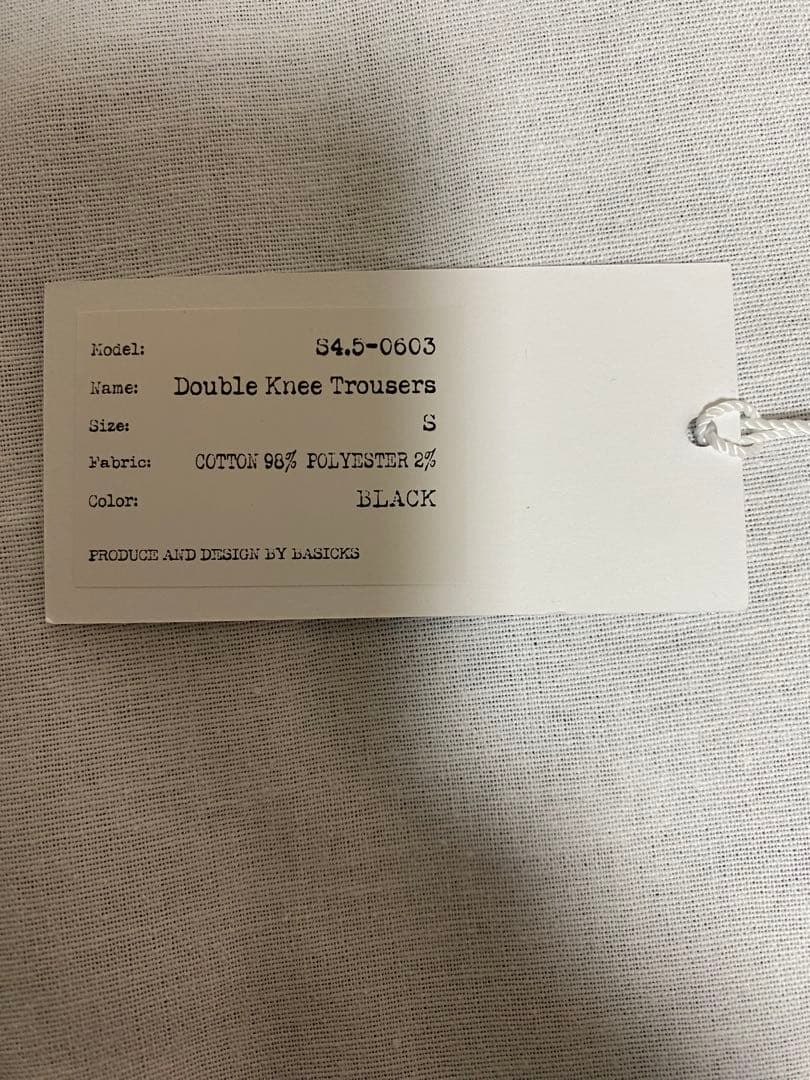 Model: S4.5-0603
Name: Double Knee Trousers
Size: S
Fabric: COTTON 98% POLYESTER 2%
Color: BLACK
PRODUCE AND DESIGN BY BASICKS